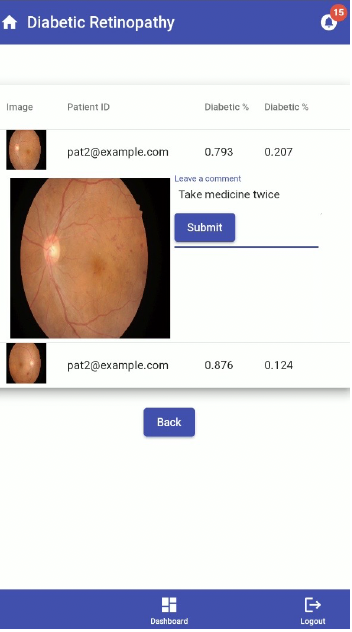 Diabetic Retinopathy
15
Image Patient ID Diabetic % Diabetic %
pat2@example.com 0.793 0.207
Leave a comment
Take medicine twice
Submit
pat2@example.com 0.876 0.124
Back
Dashboard Logout